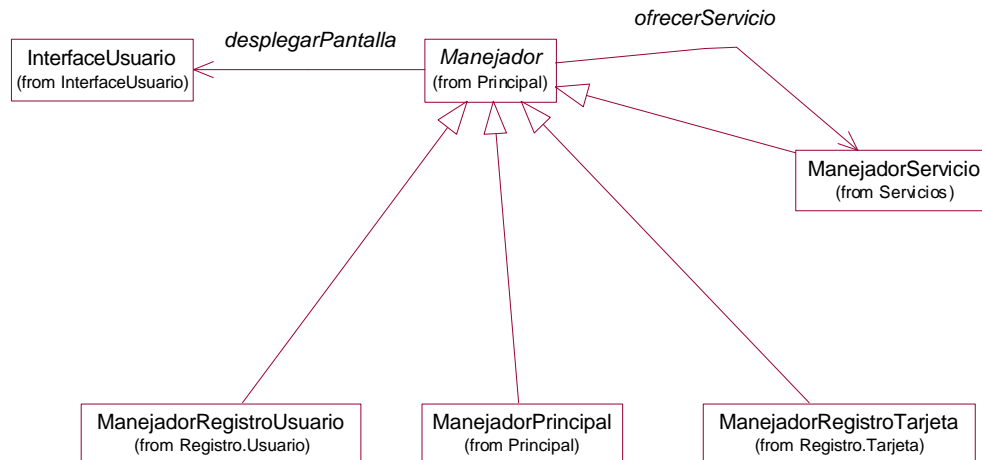 ofrecerServicio
desplegarPantalla
InterfaceUsuario
(from InterfaceUsuario)
Manejador
(from Principal)
ManejadorServicio
(from Servicios)
ManejadorRegistroUsuario
(from Registro.Usuario)
ManejadorPrincipal
(from Principal)
ManejadorRegistroTarjeta
(from Registro.Tarjeta)